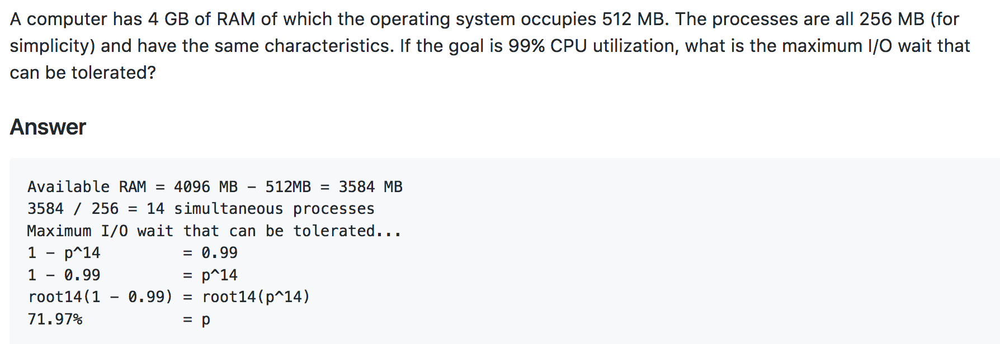 A computer has 4 GB of RAM of which the operating system occupies 512 MB. The processes are all 256 MB (for
simplicity) and have the same characteristics. If the goal is 99% CPU utilization, what is the maximum I/O wait that
can be tolerated?
Answer
Available RAM = 4096 MB - 512MB = 3584 MB
3584 / 256 = 14 simultaneous processes
Maximum I/O wait that can be tolerated...
1 - p^14         = 0.99
1 - 0.99         = p^14
root14(1 - 0.99) = root14(p^14)
71.97%           = p